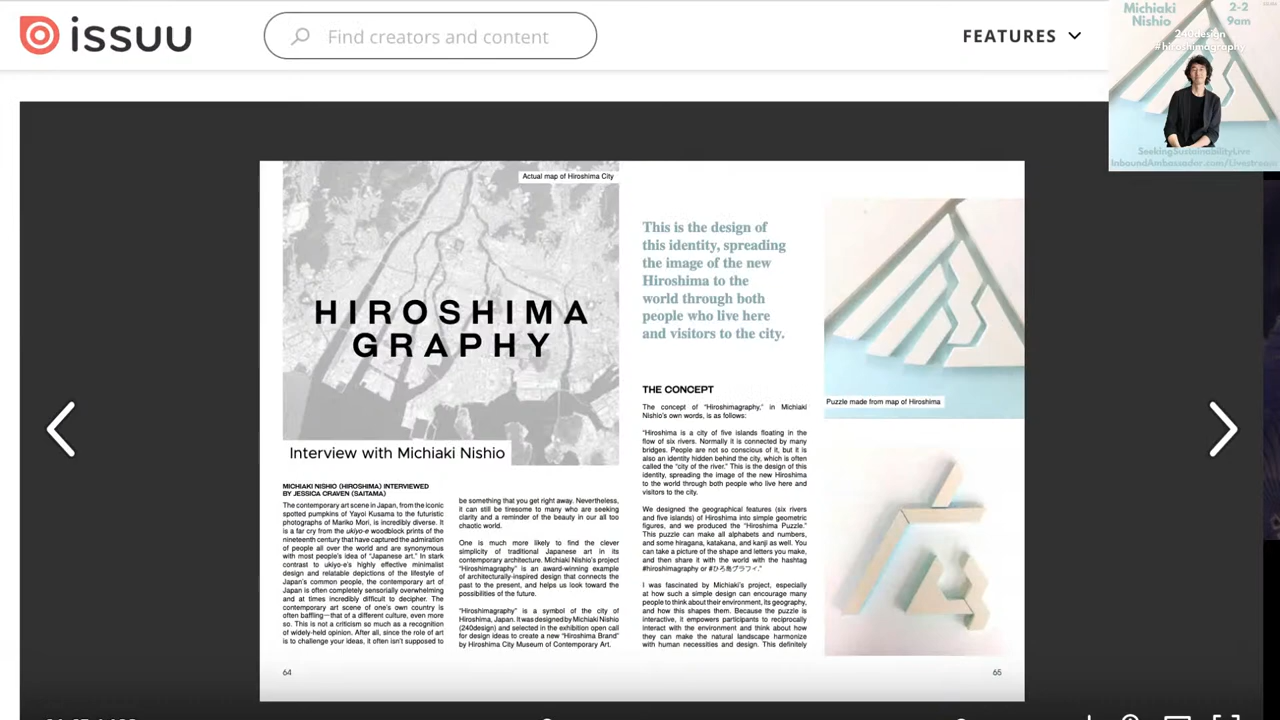 issuu
Find creators and content
FEATURES
Michiaki
Nishio
2-2
9am
240design
#hiroshimagraphy
SeekingSustainabilityLive
InboundAmbassador.com/Livestream
Actual map of Hiroshima City
HIROSHIMA
GRAPHY
Interview with Michiaki Nishio
MICHIAKI NISHIO (HIROSHIMA) INTERVIEWED
BY JESSICA CRAVEN (SAITAMA)
The contemporary art scene in Japan, from the iconic
spotted pumpkins of Yayoi Kusama to the futuristic
photographs of Mariko Mori, is incredibly diverse. It
is a far cry from the ukiyo-e woodblock prints of the
nineteenth century that have captured the admiration
of people all over the world and are synonymous
with most people's idea of "Japanese art." In stark
contrast to ukiyo-e's highly effective minimalist
design and relatable depictions of the lifestyle of
Japan's common people, the contemporary art of
Japan is often completely sensorially overwhelming
and at times incredibly difficult to decipher. The
contemporary art scene of one's own country is
often baffling—that of a different culture, even more
so. This is not a criticism so much as a recognition
of widely-held opinion. After all, since the role of art
is to challenge your ideas, it often isn't supposed to
be something that you get right away. Nevertheless,
it can still be tiresome to many who are seeking
clarity and a reminder of the beauty in our all too
chaotic world.
One is much more likely to find the clever
simplicity of traditional Japanese art in its
contemporary architecture. Michiaki Nishio's project
"Hiroshimagraphy" is an award-winning example
of architecturally-inspired design that connects the
past to the present, and helps us look toward the
possibilities of the future.
"Hiroshimagraphy" is a symbol of the city of
Hiroshima, Japan. It was designed by Michiaki Nishio
(240design) and selected in the exhibition open call
for design ideas to create a new "Hiroshima Brand"
by Hiroshima City Museum of Contemporary Art.
64
This is the design of
this identity, spreading
the image of the new
Hiroshima to the
world through both
people who live here
and visitors to the city.
THE CONCEPT
The concept of "Hiroshimagraphy," in Michiaki
Nishio's own words, is as follows:
"Hiroshima is a city of five islands floating in the
flow of six rivers. Normally it is connected by many
bridges. People are not so conscious of it, but it is
also an identity hidden behind the city, which is often
called the "city of the river." This is the design of this
identity, spreading the image of the new Hiroshima
to the world through both people who live here and
visitors to the city.
We designed the geographical features (six rivers
and five islands) of Hiroshima into simple geometric
figures, and we produced the "Hiroshima Puzzle."
This puzzle can make all alphabets and numbers,
and some hiragana, katakana, and kanji as well. You
can take a picture of the shape and letters you make,
and then share it with the world with the hashtag
#hiroshimagraphy or #ひろ島グラフィ."
I was fascinated by Michiaki's project, especially
at how such a simple design can encourage many
people to think about their environment, its geography,
and how this shapes them. Because the puzzle is
interactive, it empowers participants to reciprocally
interact with the environment and think about how
they can make the natural landscape harmonize
with human necessities and design. This definitely
Puzzle made from map of Hiroshima
65